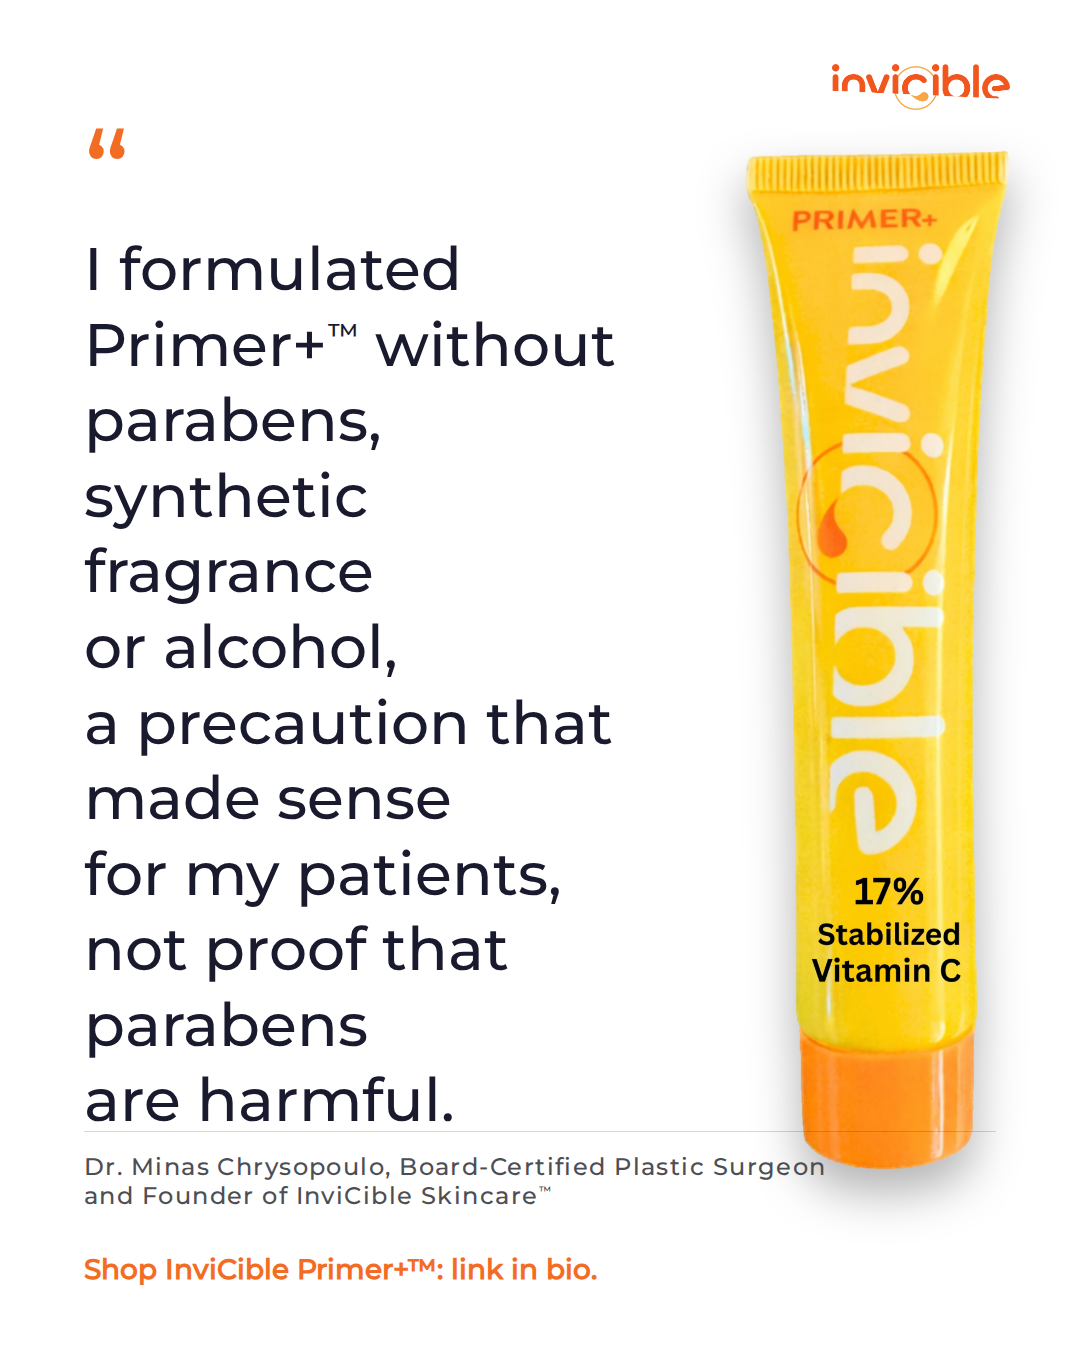 invicible
“
I formulated
Primer+™ without
parabens,
synthetic
fragrance
or alcohol,
a precaution that
made sense
for my patients,
not proof that
parabens
are harmful.
Dr. Minas Chrysopoulo, Board-Certified Plastic Surgeon
and Founder of InviCible Skincare™
Shop InviCible Primer+™: link in bio.
PRIMER+
invicible
17%
Stabilized
Vitamin C